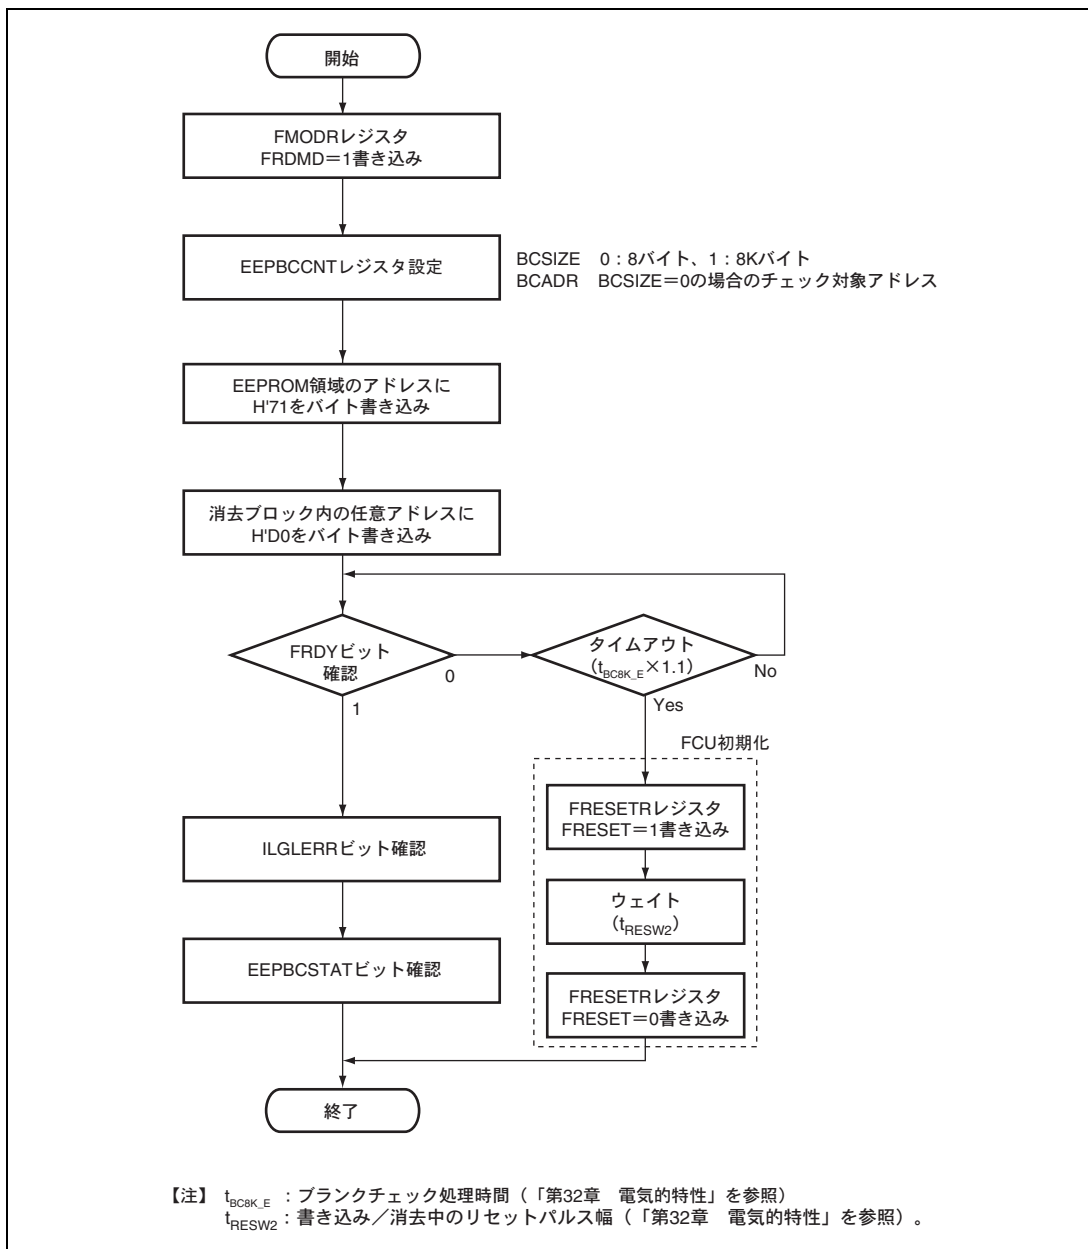 開始
FMODRレジスタ
FRDMD＝1書き込み
EEPBCCNTレジスタ設定
BCSIZE　0：8バイト、1：8Kバイト
BCADR　BCSIZE＝0の場合のチェック対象アドレス
EEPROM領域のアドレスに
H'71をバイト書き込み
消去ブロック内の任意アドレスに
H'D0をバイト書き込み
FRDYビット
確認
0
1
タイムアウト
（tBC8K_E×1.1）
No
Yes
FCU初期化
FRESETRレジスタ
FRESET＝1書き込み
ウェイト
（tRESW2）
FRESETRレジスタ
FRESET＝0書き込み
ILGLERRビット確認
EEPBCSTATビット確認
終了
【注】 tBC8K_E ：ブランクチェック処理時間（「第32章　電気的特性」を参照）
tRESW2：書き込み／消去中のリセットパルス幅（「第32章　電気的特性」を参照）。